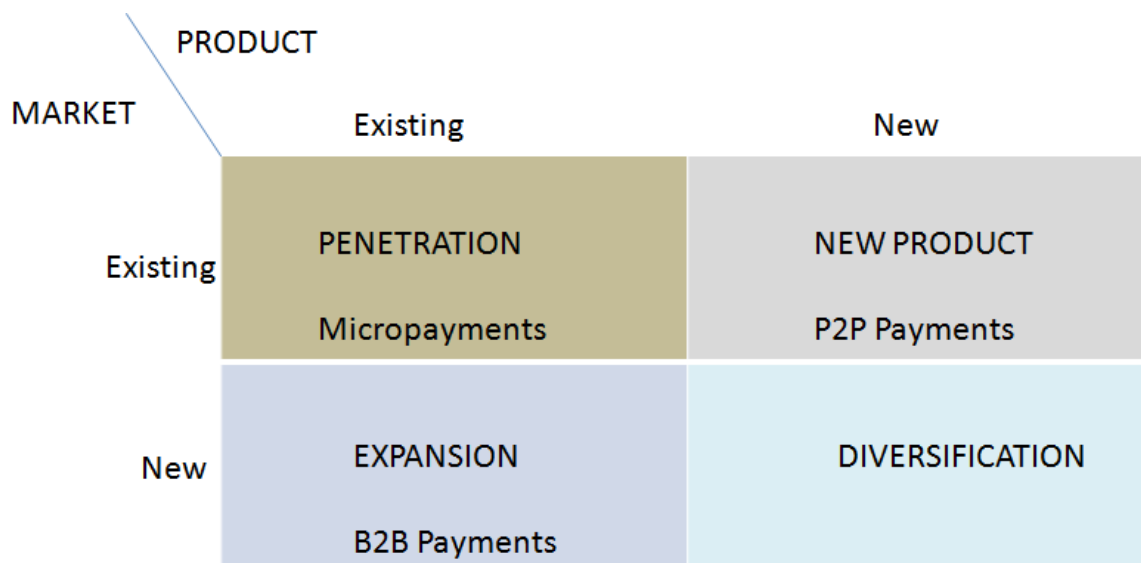 PRODUCT
MARKET
Existing
New
PENETRATION
NEW PRODUCT
Existing
Micropayments
P2P Payments
EXPANSION
DIVERSIFICATION
New
B2B Payments